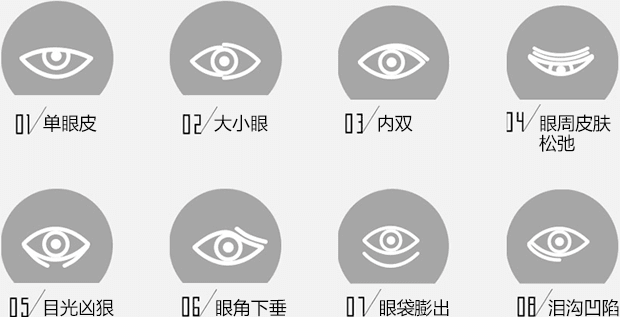 01/单眼皮
02/大小眼
03/内双
04/眼周皮肤
松弛
05/目光凶狠
06/眼角下垂
07/眼袋膨出
08/泪沟凹陷